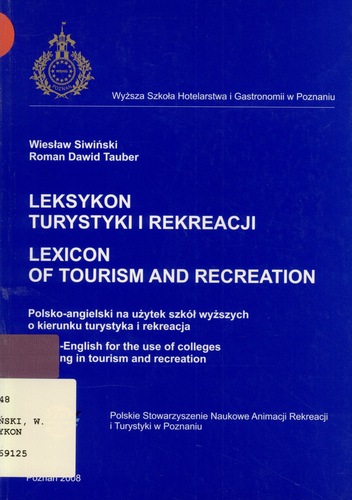 POZNAŃ
Wyższa Szkoła Hotelarstwa i Gastronomii w Poznaniu
Wiesław Siwiński
Roman Dawid Tauber
LEKSYKON
TURYSTYKI I REKREACJI
LEXICON
OF TOURISM AND RECREATION
Polsko-angielski na użytek szkół wyższych
o kierunku turystyka i rekreacja
-English for the use of colleges
ng in tourism and recreation
48
ŃSKI, W.
YKON
59125
Polskie Stowarzyszenie Naukowe Animacji Rekreacji
i Turystyki w Poznaniu
Poznań 2008